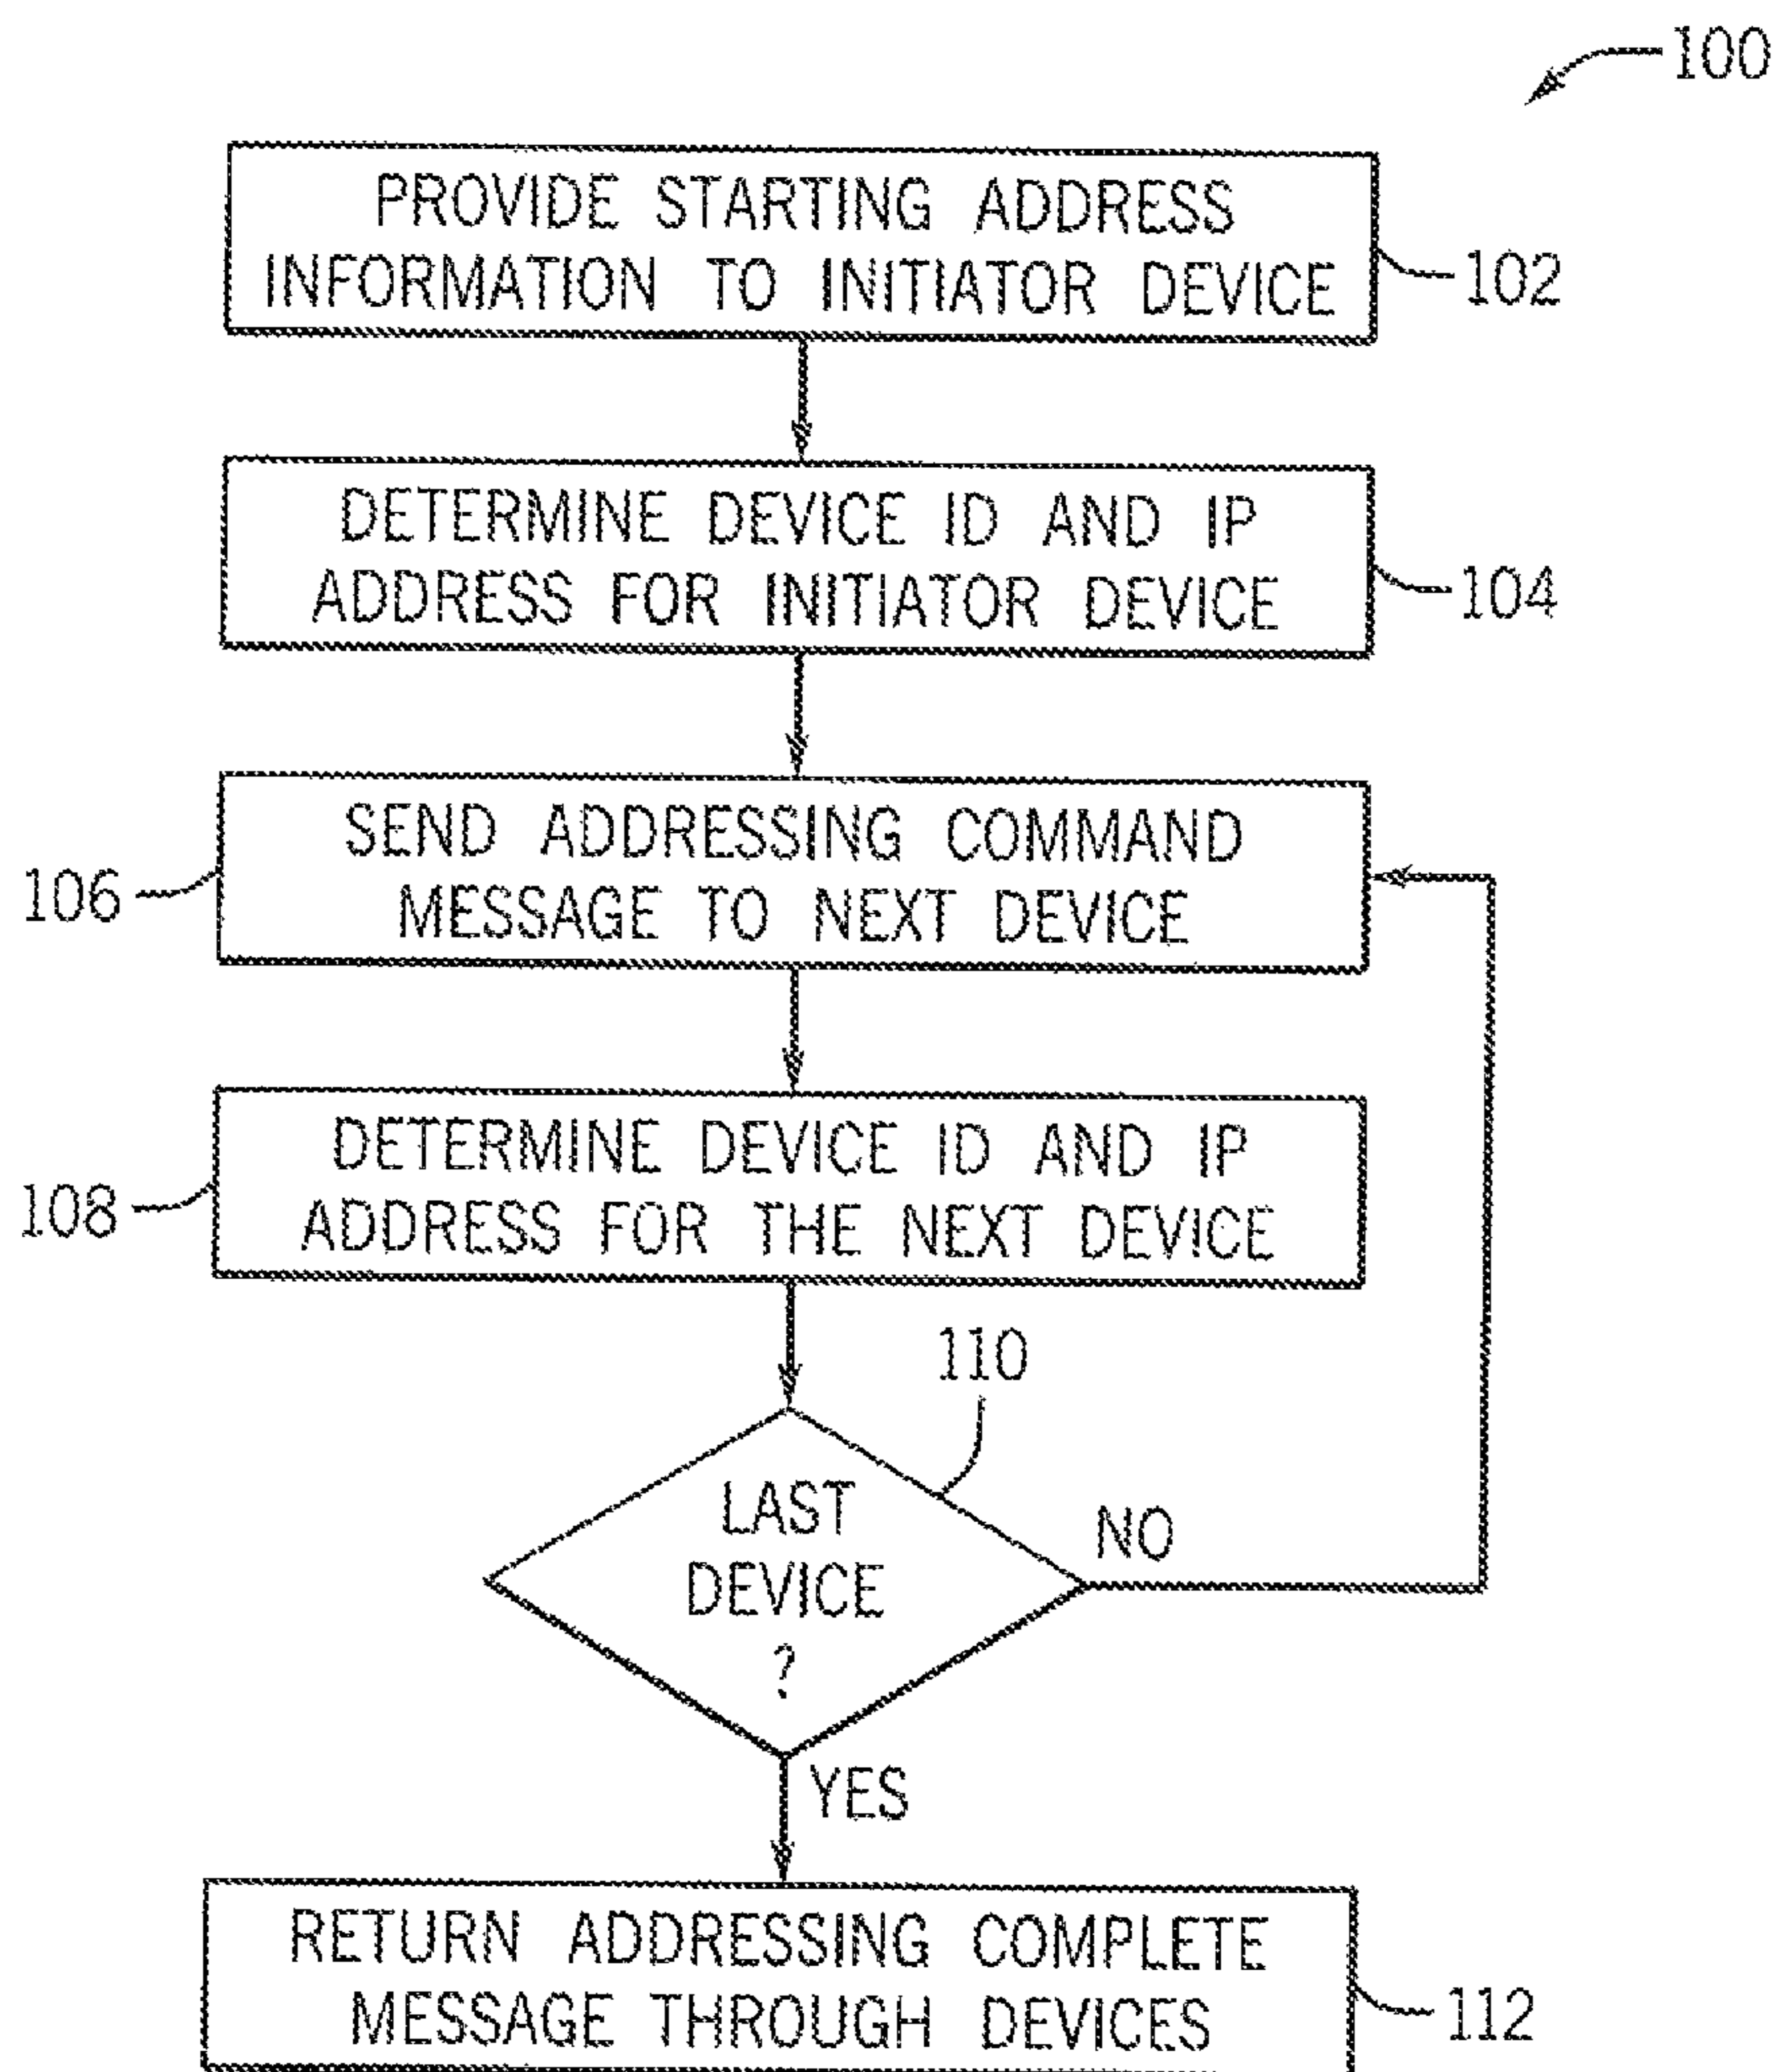 100
PROVIDE STARTING ADDRESS
INFORMATION TO INITIATOR DEVICE
102
DETERMINE DEVICE ID AND IP
ADDRESS FOR INITIATOR DEVICE
104
SEND ADDRESSING COMMAND
MESSAGE TO NEXT DEVICE
106
DETERMINE DEVICE ID AND IP
ADDRESS FOR THE NEXT DEVICE
108
110
LAST
DEVICE
?
NO
YES
RETURN ADDRESSING COMPLETE
MESSAGE THROUGH DEVICES
112